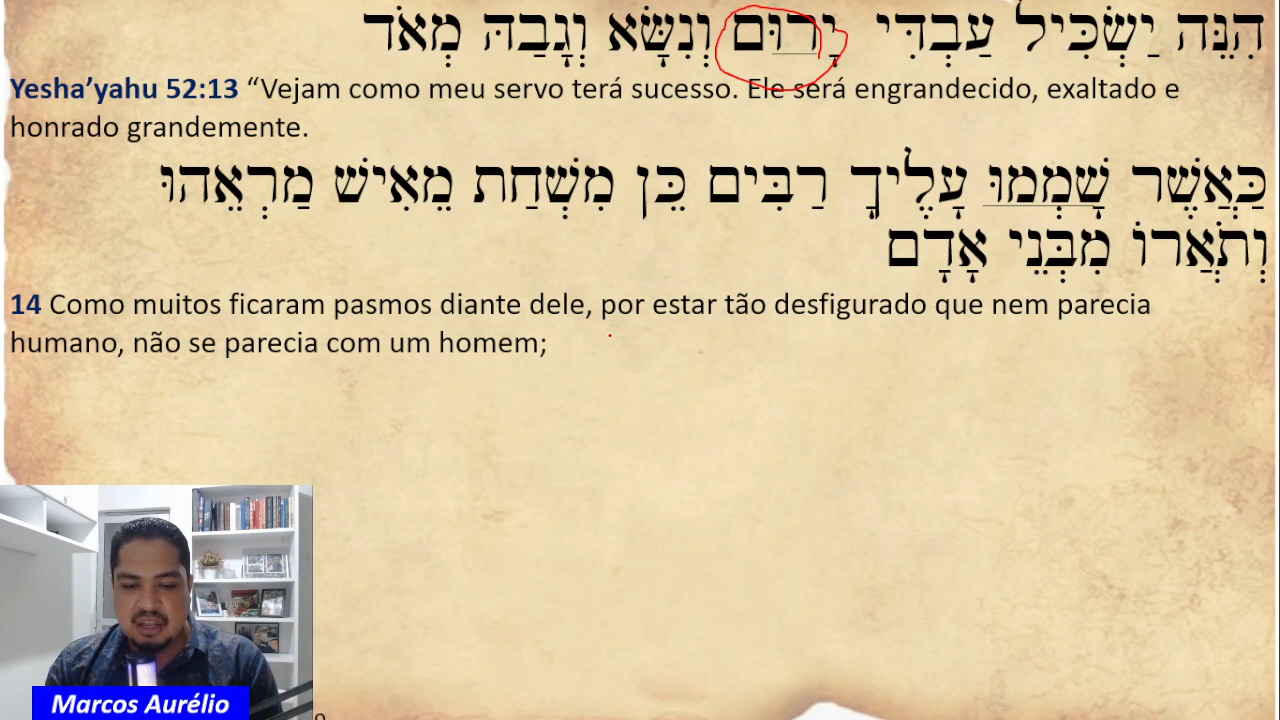 הִנֵּה יַשְׂכִּיל עַבְדִּי יָרוּם וְנִשָּׂא וְגָבַהּ מְאֹד
Yesha’yahu 52:13 “Vejam como meu servo terá sucesso. Ele será engrandecido, exaltado e
honrado grandemente.
כַּאֲשֶׁר שָׁמְמוּ עָלֶיךָ רַבִּים כֵּן מִשְׁחַת מֵאִישׁ מַרְאֵהוּ
וְתֹאֲרוֹ מִבְּנֵי אָדָם
14 Como muitos ficaram pasmos diante dele, por estar tão desfigurado que nem parecia
humano, não se parecia com um homem;
Marcos Aurélio